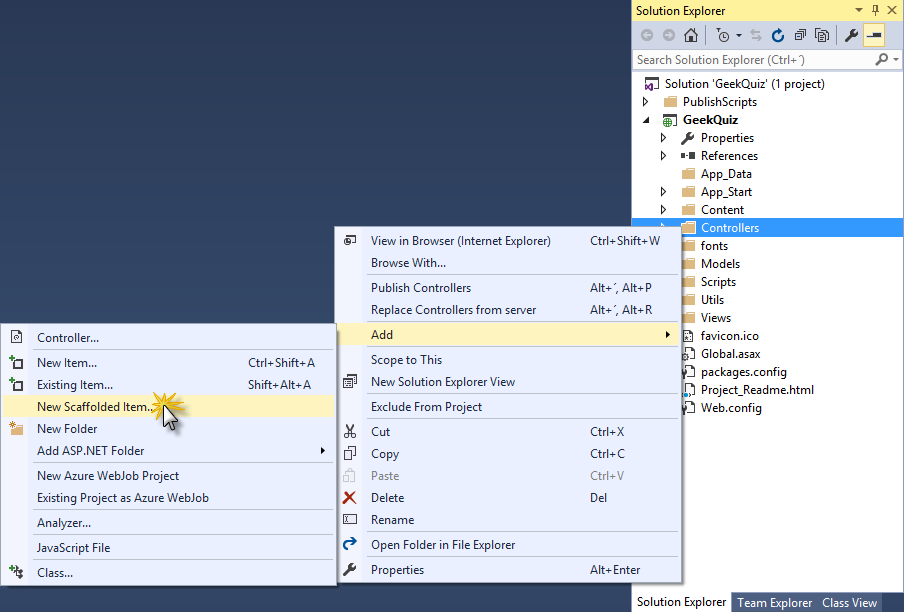 Solution Explorer
Search Solution Explorer (Ctrl+´)
Solution 'GeekQuiz' (1 project)
PublishScripts
GeekQuiz
Properties
References
App_Data
App_Start
Content
Controllers
fonts
Models
Scripts
Utils
Views
favicon.ico
Global.asax
packages.config
Project_Readme.html
Web.config
View in Browser (Internet Explorer) Ctrl+Shift+W
Browse With...
Publish Controllers Alt+´, Alt+P
Replace Controllers from server Alt+´, Alt+R
Add
Scope to This
New Solution Explorer View
Exclude From Project
Cut Ctrl+X
Copy Ctrl+C
Paste Ctrl+V
Delete Del
Rename
Open Folder in File Explorer
Properties Alt+Enter
Controller...
New Item... Ctrl+Shift+A
Existing Item... Shift+Alt+A
New Scaffolded Item...
New Folder
Add ASP.NET Folder
New Azure WebJob Project
Existing Project as Azure WebJob
Analyzer...
JavaScript File
Class...
Solution Explorer Team Explorer Class View